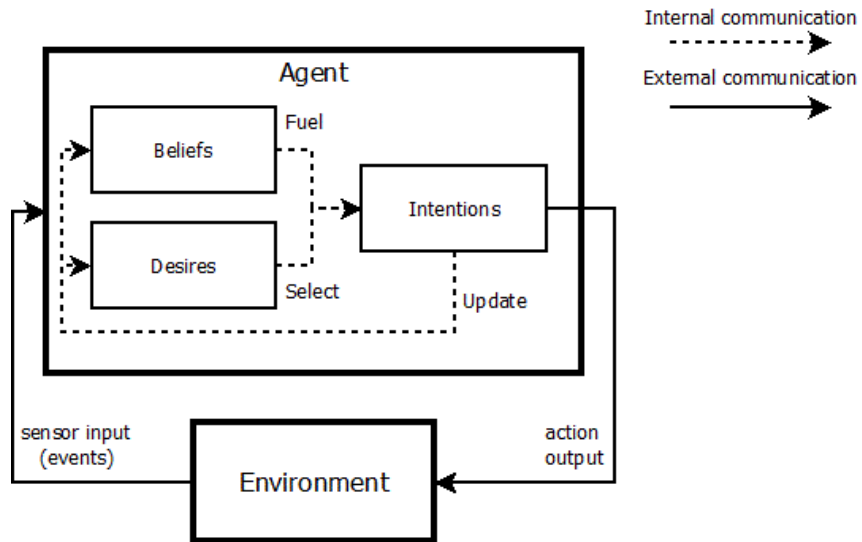 Internal communication
External communication
Agent
Fuel
Beliefs
Intentions
Desires
Select
Update
sensor input
(events)
action
output
Environment